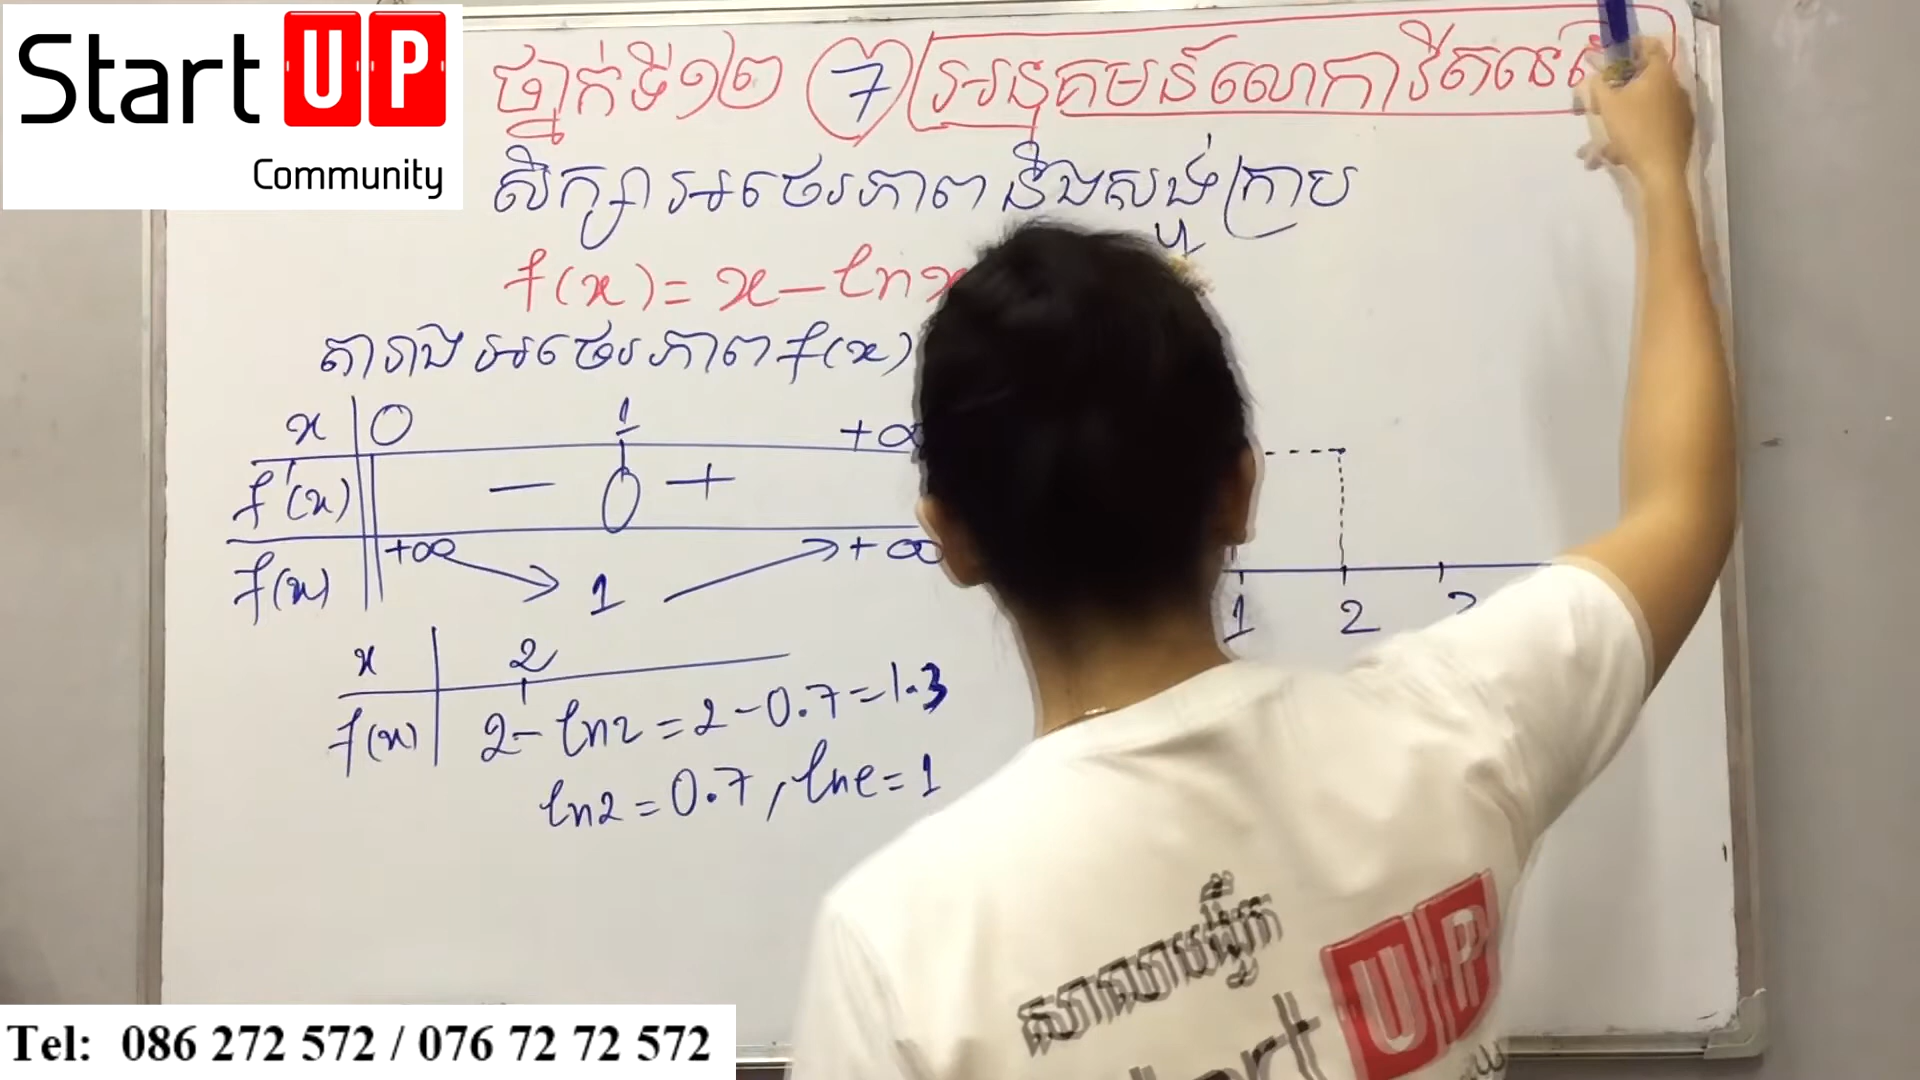 Start UP
Community
ថ្នាក់ទី១២ 7 អនុគមន៍លោការីតនេពែ
សិក្សាអថេរភាព និងសង់ក្រាប
f(x) = x - ln x
តារាងអថេរភាព f(x)
x 0 1 +∞
f'(x) - 0 +
f(x) +∞ 1 +∞
1 2 3
x 2
f(x) 2 - ln2 = 2 - 0.7 = 1.3
ln2 = 0.7 , lne = 1
UP
Tel: 086 272 572 / 076 72 72 572